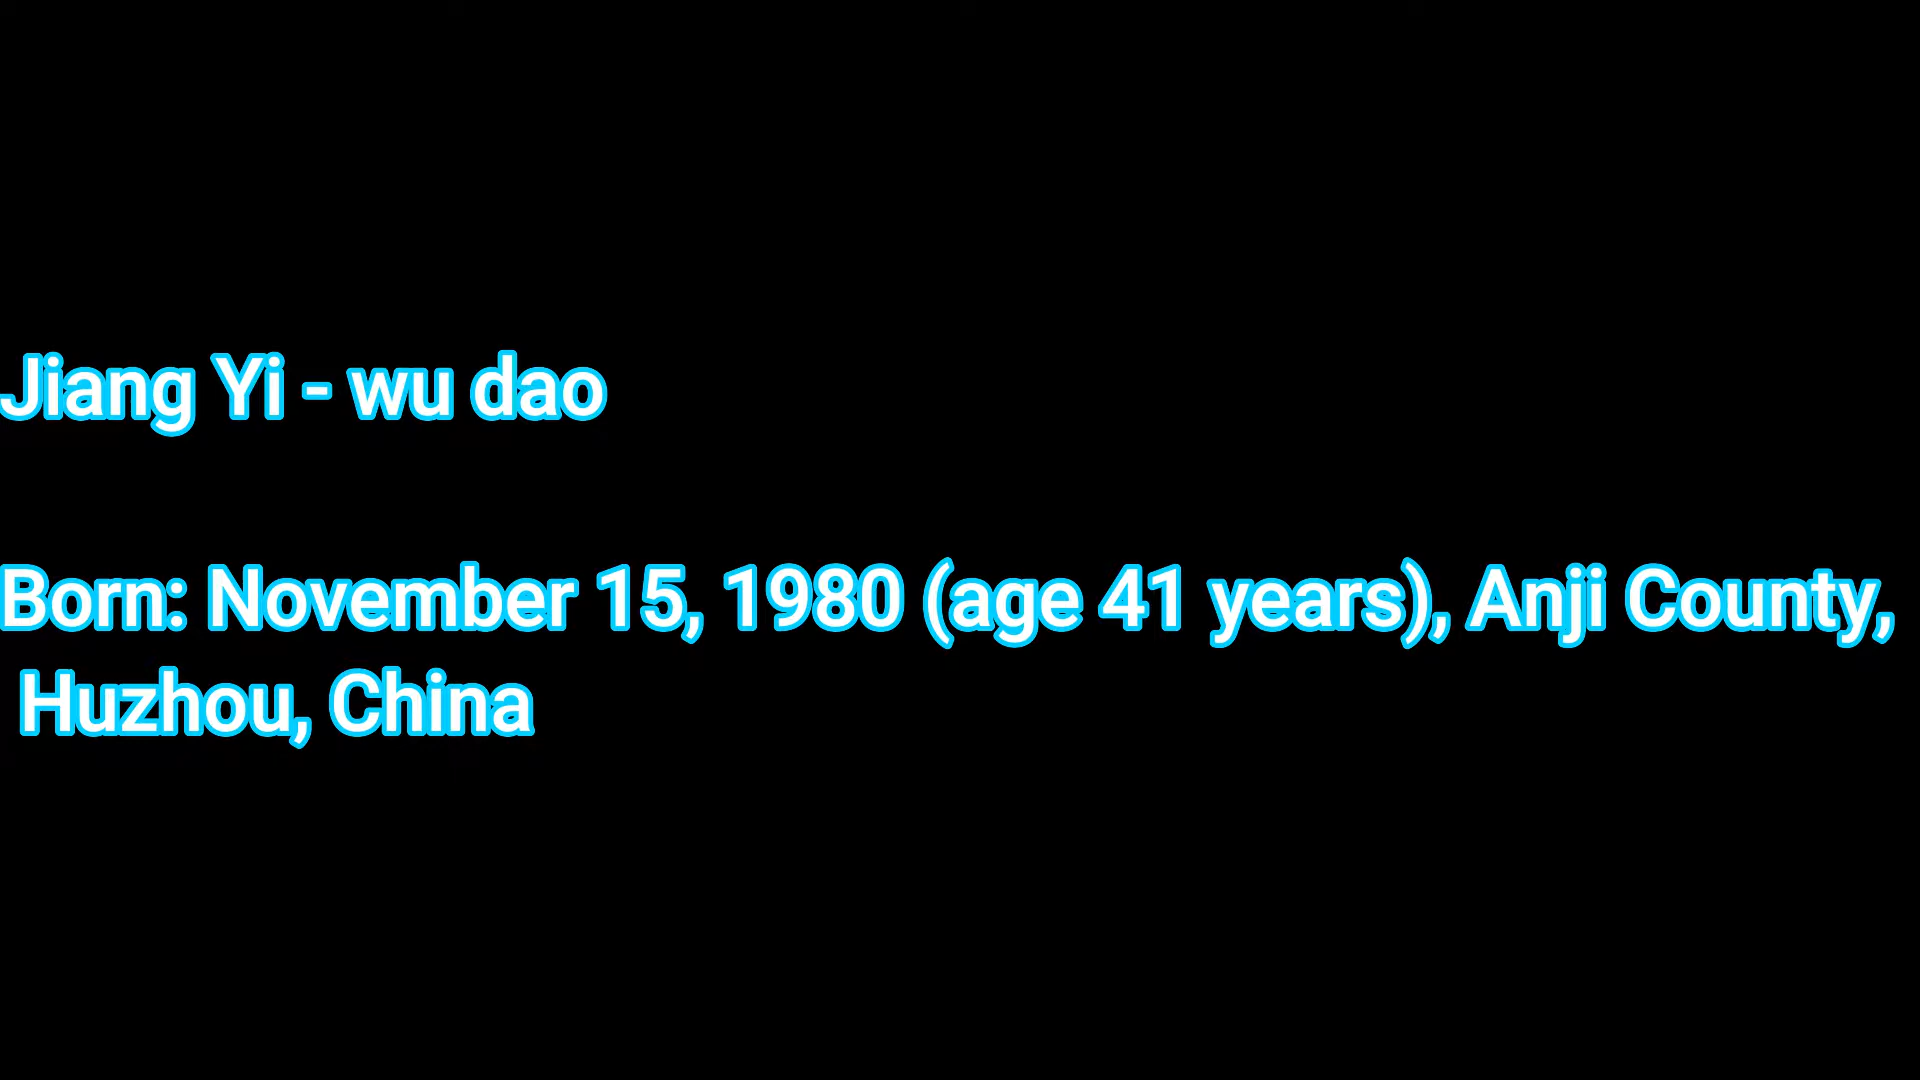 Jiang Yi - wu dao
Born: November 15, 1980 (age 41 years), Anji County,
Huzhou, China